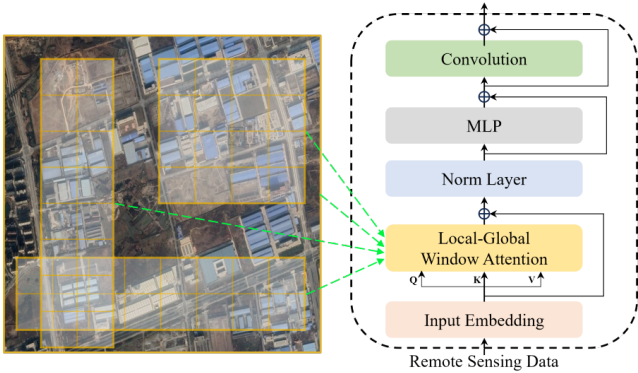 Convolution
MLP
Norm Layer
Local-Global
Window Attention
Q K V
Input Embedding
Remote Sensing Data